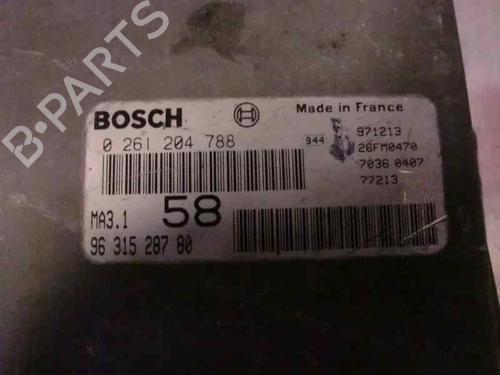 BOSCH
Made in France
0 261 204 788
944
971213
26FM0470
7036 0407
77213
MA3.1
58
96 315 287 80
B-PARTS